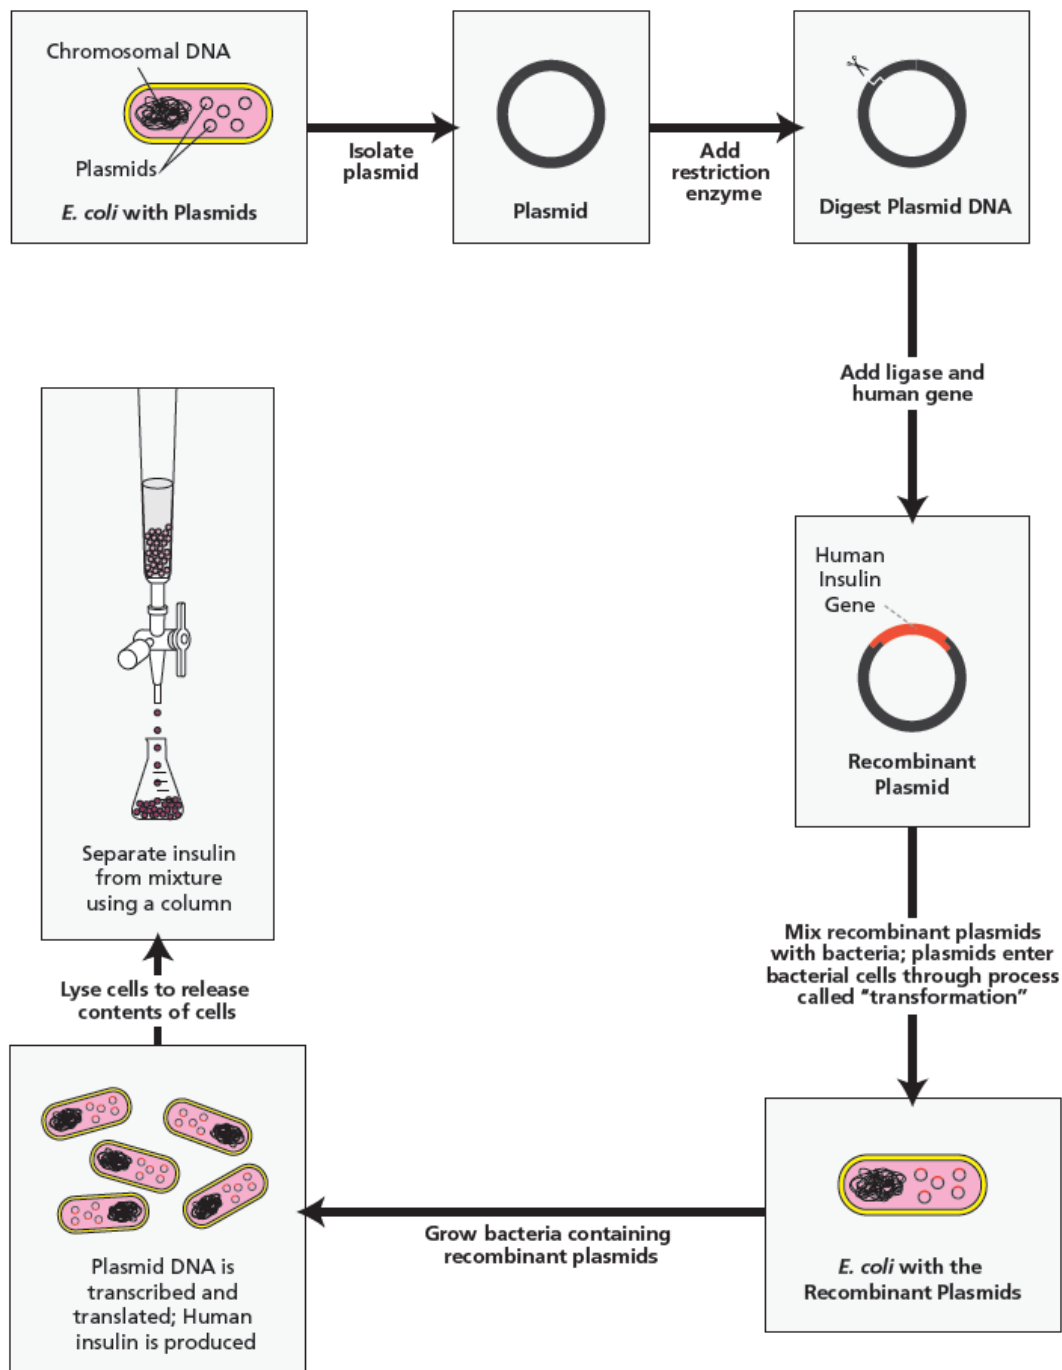 Chromosomal DNA
Plasmids
E. coli with Plasmids
Isolate
plasmid
Plasmid
Add
restriction
enzyme
Digest Plasmid DNA
Add ligase and
human gene
Human
Insulin
Gene
Recombinant
Plasmid
Mix recombinant plasmids
with bacteria; plasmids enter
bacterial cells through process
called “transformation”
E. coli with the
Recombinant Plasmids
Grow bacteria containing
recombinant plasmids
Plasmid DNA is
transcribed and
translated; Human
insulin is produced
Lyse cells to release
contents of cells
Separate insulin
from mixture
using a column